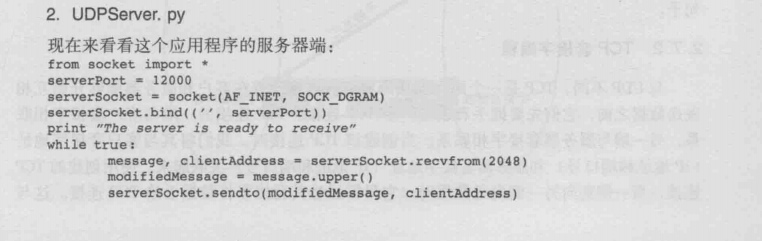 2. UDPServer. py
现在来看看这个应用程序的服务器端：
from socket import *
serverPort = 12000
serverSocket = socket(AF_INET, SOCK_DGRAM)
serverSocket.bind(('', serverPort))
print "The server is ready to receive"
while true:
        message, clientAddress = serverSocket.recvfrom(2048)
        modifiedMessage = message.upper()
        serverSocket.sendto(modifiedMessage, clientAddress)